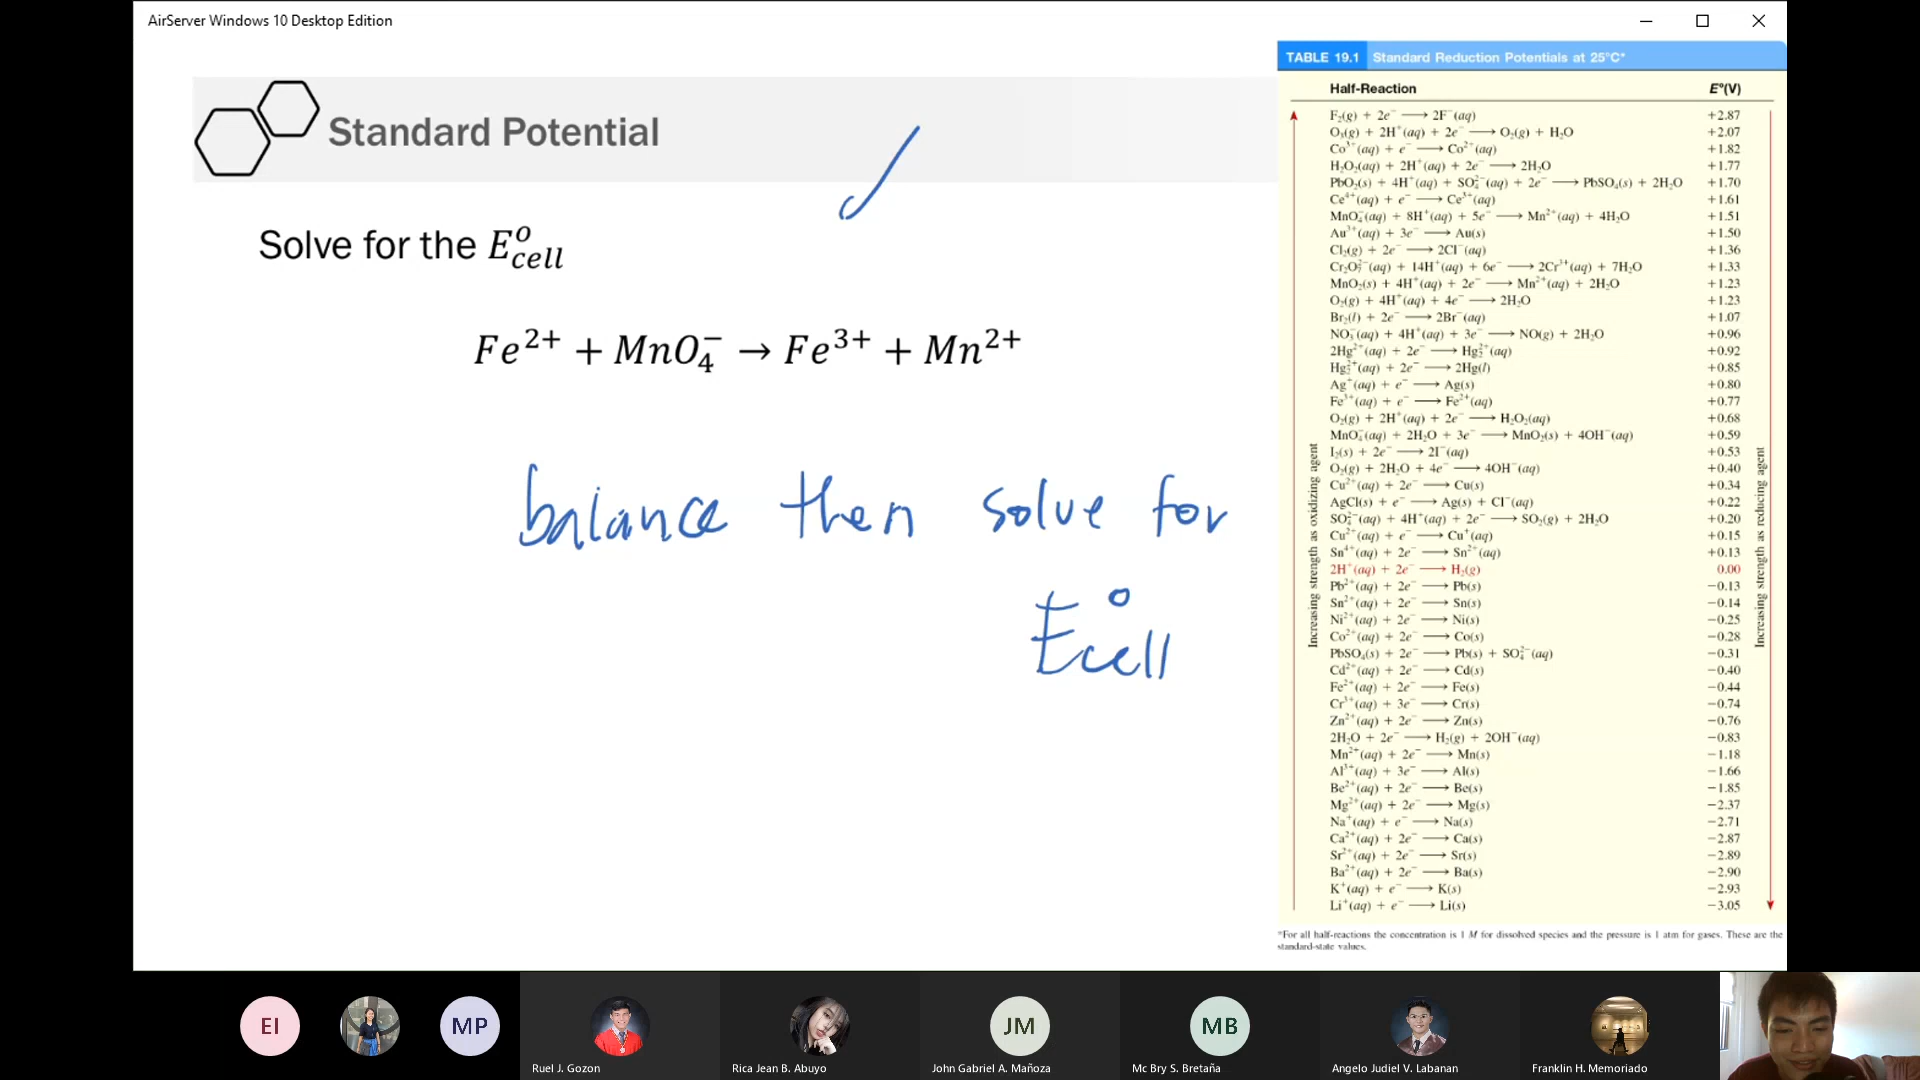 AirServer Windows 10 Desktop Edition
Standard Potential
Solve for the E°cell
Fe²⁺ + MnO₄⁻ → Fe³⁺ + Mn²⁺
balance then solve for
E°cell
TABLE 19.1 Standard Reduction Potentials at 25°C*
Half-Reaction E°(V)
F₂(g) + 2e⁻ ⟶ 2F⁻(aq) +2.87
O₃(g) + 2H⁺(aq) + 2e⁻ ⟶ O₂(g) + H₂O +2.07
Co³⁺(aq) + e⁻ ⟶ Co²⁺(aq) +1.82
H₂O₂(aq) + 2H⁺(aq) + 2e⁻ ⟶ 2H₂O +1.77
PbO₂(s) + 4H⁺(aq) + SO₄²⁻(aq) + 2e⁻ ⟶ PbSO₄(s) + 2H₂O +1.70
Ce⁴⁺(aq) + e⁻ ⟶ Ce³⁺(aq) +1.61
MnO₄⁻(aq) + 8H⁺(aq) + 5e⁻ ⟶ Mn²⁺(aq) + 4H₂O +1.51
Au³⁺(aq) + 3e⁻ ⟶ Au(s) +1.50
Cl₂(g) + 2e⁻ ⟶ 2Cl⁻(aq) +1.36
Cr₂O₇²⁻(aq) + 14H⁺(aq) + 6e⁻ ⟶ 2Cr³⁺(aq) + 7H₂O +1.33
MnO₂(s) + 4H⁺(aq) + 2e⁻ ⟶ Mn²⁺(aq) + 2H₂O +1.23
O₂(g) + 4H⁺(aq) + 4e⁻ ⟶ 2H₂O +1.23
Br₂(l) + 2e⁻ ⟶ 2Br⁻(aq) +1.07
NO₃⁻(aq) + 4H⁺(aq) + 3e⁻ ⟶ NO(g) + 2H₂O +0.96
2Hg²⁺(aq) + 2e⁻ ⟶ Hg₂²⁺(aq) +0.92
Hg₂²⁺(aq) + 2e⁻ ⟶ 2Hg(l) +0.85
Ag⁺(aq) + e⁻ ⟶ Ag(s) +0.80
Fe³⁺(aq) + e⁻ ⟶ Fe²⁺(aq) +0.77
O₂(g) + 2H⁺(aq) + 2e⁻ ⟶ H₂O₂(aq) +0.68
MnO₄⁻(aq) + 2H₂O + 3e⁻ ⟶ MnO₂(s) + 4OH⁻(aq) +0.59
I₂(s) + 2e⁻ ⟶ 2I⁻(aq) +0.53
O₂(g) + 2H₂O + 4e⁻ ⟶ 4OH⁻(aq) +0.40
Cu²⁺(aq) + 2e⁻ ⟶ Cu(s) +0.34
AgCl(s) + e⁻ ⟶ Ag(s) + Cl⁻(aq) +0.22
SO₄²⁻(aq) + 4H⁺(aq) + 2e⁻ ⟶ SO₂(g) + 2H₂O +0.20
Cu²⁺(aq) + e⁻ ⟶ Cu⁺(aq) +0.15
Sn⁴⁺(aq) + 2e⁻ ⟶ Sn²⁺(aq) +0.13
2H⁺(aq) + 2e⁻ ⟶ H₂(g) 0.00
Pb²⁺(aq) + 2e⁻ ⟶ Pb(s) −0.13
Sn²⁺(aq) + 2e⁻ ⟶ Sn(s) −0.14
Ni²⁺(aq) + 2e⁻ ⟶ Ni(s) −0.25
Co²⁺(aq) + 2e⁻ ⟶ Co(s) −0.28
PbSO₄(s) + 2e⁻ ⟶ Pb(s) + SO₄²⁻(aq) −0.31
Cd²⁺(aq) + 2e⁻ ⟶ Cd(s) −0.40
Fe²⁺(aq) + 2e⁻ ⟶ Fe(s) −0.44
Cr³⁺(aq) + 3e⁻ ⟶ Cr(s) −0.74
Zn²⁺(aq) + 2e⁻ ⟶ Zn(s) −0.76
2H₂O + 2e⁻ ⟶ H₂(g) + 2OH⁻(aq) −0.83
Mn²⁺(aq) + 2e⁻ ⟶ Mn(s) −1.18
Al³⁺(aq) + 3e⁻ ⟶ Al(s) −1.66
Be²⁺(aq) + 2e⁻ ⟶ Be(s) −1.85
Mg²⁺(aq) + 2e⁻ ⟶ Mg(s) −2.37
Na⁺(aq) + e⁻ ⟶ Na(s) −2.71
Ca²⁺(aq) + 2e⁻ ⟶ Ca(s) −2.87
Sr²⁺(aq) + 2e⁻ ⟶ Sr(s) −2.89
Ba²⁺(aq) + 2e⁻ ⟶ Ba(s) −2.90
K⁺(aq) + e⁻ ⟶ K(s) −2.93
Li⁺(aq) + e⁻ ⟶ Li(s) −3.05
Increasing strength as oxidizing agent
Increasing strength as reducing agent
*For all half-reactions the concentration is 1 M for dissolved species and the pressure is 1 atm for gases. These are the
standard-state values.
EI
MP
JM
MB
Ruel J. Gozon
Rica Jean B. Abuyo
John Gabriel A. Mañoza
Mc Bry S. Bretaña
Angelo Judiel V. Labanan
Franklin H. Memoriado